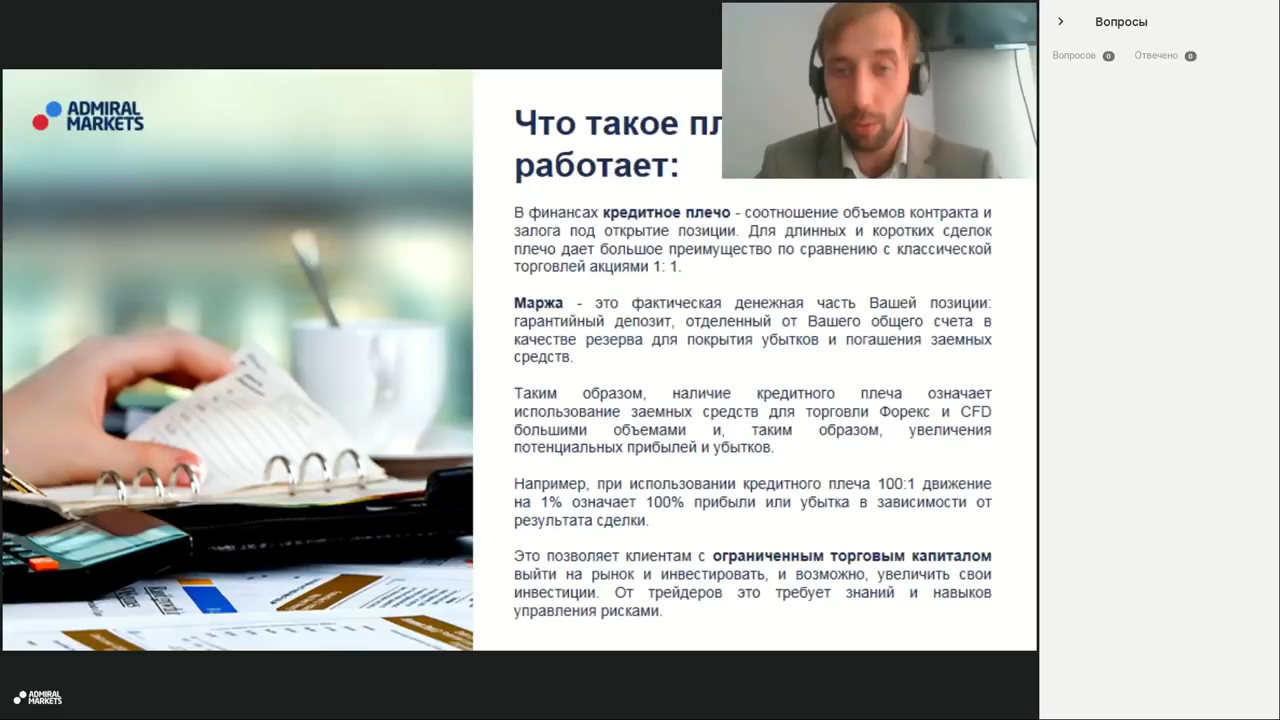 ADMIRAL
MARKETS
Что такое
работает:
В финансах кредитное плечо - соотношение объемов контракта и
залога под открытие позиции. Для длинных и коротких сделок
плечо дает большое преимущество по сравнению с классической
торговлей акциями 1: 1.
Маржа - это фактическая денежная часть Вашей позиции:
гарантийный депозит, отделенный от Вашего общего счета в
качестве резерва для покрытия убытков и погашения заемных
средств.
Таким образом, наличие кредитного плеча означает
использование заемных средств для торговли Форекс и CFD
большими объемами и, таким образом, увеличения
потенциальных прибылей и убытков.
Например, при использовании кредитного плеча 100:1 движение
на 1% означает 100% прибыли или убытка в зависимости от
результата сделки.
Это позволяет клиентам с ограниченным торговым капиталом
выйти на рынок и инвестировать, и возможно, увеличить свои
инвестиции. От трейдеров это требует знаний и навыков
управления рисками.
Вопросы
Вопросов 0 Отвечено 0
ADMIRAL
MARKETS